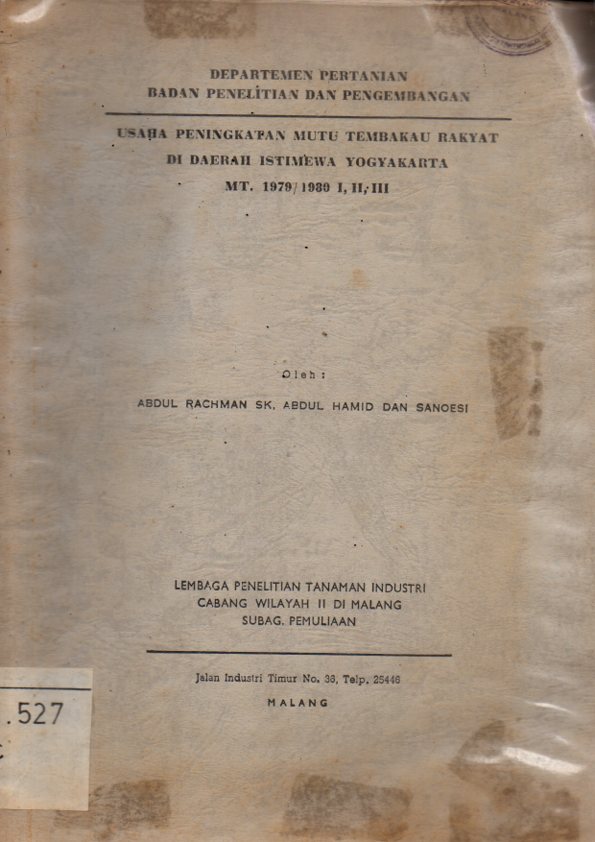 MALANG
DEPARTEMEN PERTANIAN
BADAN PENELITIAN DAN PENGEMBANGAN
USAHA PENINGKATAN MUTU TEMBAKAU RAKYAT
DI DAERAH ISTIMEWA YOGYAKARTA
MT. 1979/1980 I, II, III
Oleh :
ABDUL RACHMAN SK, ABDUL HAMID DAN SANOESI
LEMBAGA PENELITIAN TANAMAN INDUSTRI
CABANG WILAYAH II DI MALANG
SUBAG. PEMULIAAN
Jalan Industri Timur No. 36, Telp. 25446
MALANG
.527